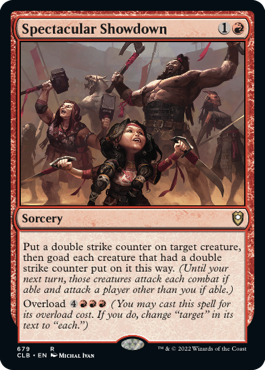 Spectacular Showdown 1
Sorcery
Put a double strike counter on target creature,
then goad each creature that had a double
strike counter put on it this way. (Until your
next turn, those creatures attack each combat
if able and attack a player other than you if able.)
Overload 4 (You may cast this spell for
its overload cost. If you do, change “target” in its
text to “each.”)
679 R
CLB • EN MICHAL IVAN
™ & © 2022 Wizards of the Coast